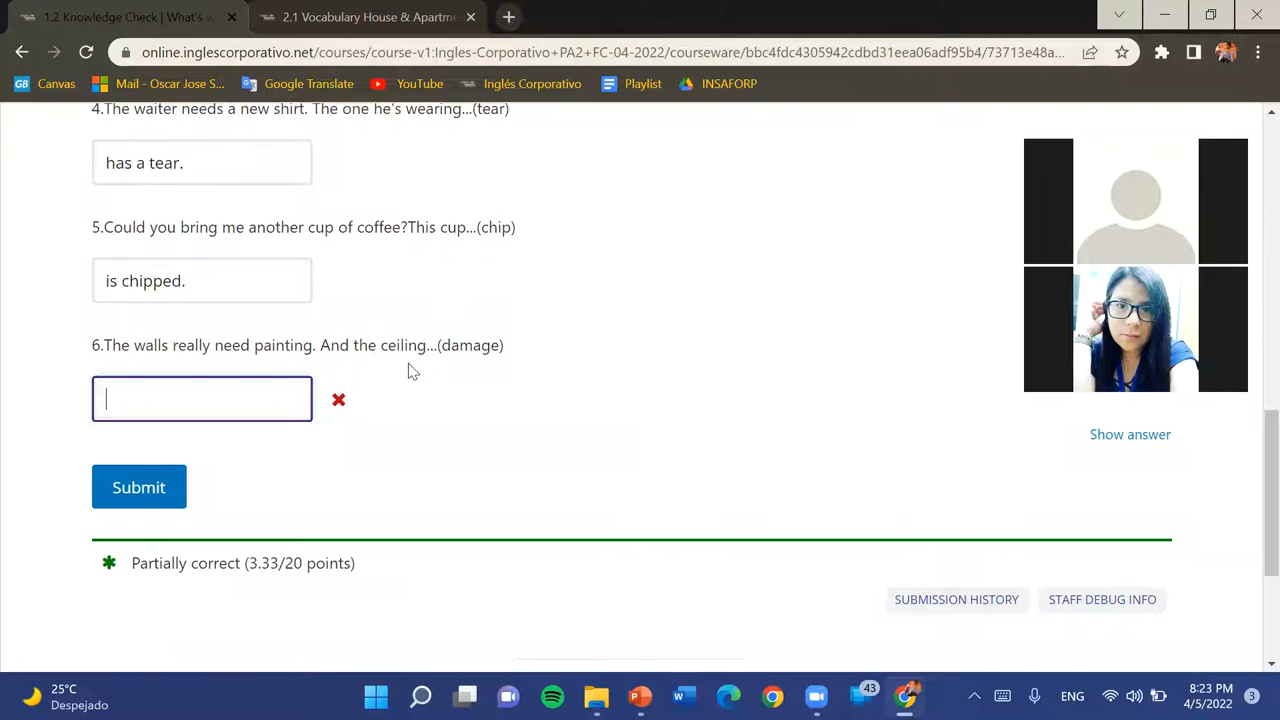 1.2 Knowledge Check | What's w
2.1 Vocabulary House & Apartme
online.inglescorporativo.net/courses/course-v1:Ingles-Corporativo+PA2+FC-04-2022/courseware/bbc4fdc4305942cdbd31eea06adf95b4/73713e48a...
Canvas
Mail - Oscar Jose S...
Google Translate
YouTube
Inglés Corporativo
Playlist
INSAFORP
4.The waiter needs a new shirt. The one he's wearing...(tear)
has a tear.
5.Could you bring me another cup of coffee?This cup...(chip)
is chipped.
6.The walls really need painting. And the ceiling...(damage)
Show answer
Submit
Partially correct (3.33/20 points)
SUBMISSION HISTORY
STAFF DEBUG INFO
25°C
Despejado
43
ENG
8:23 PM
4/5/2022
3